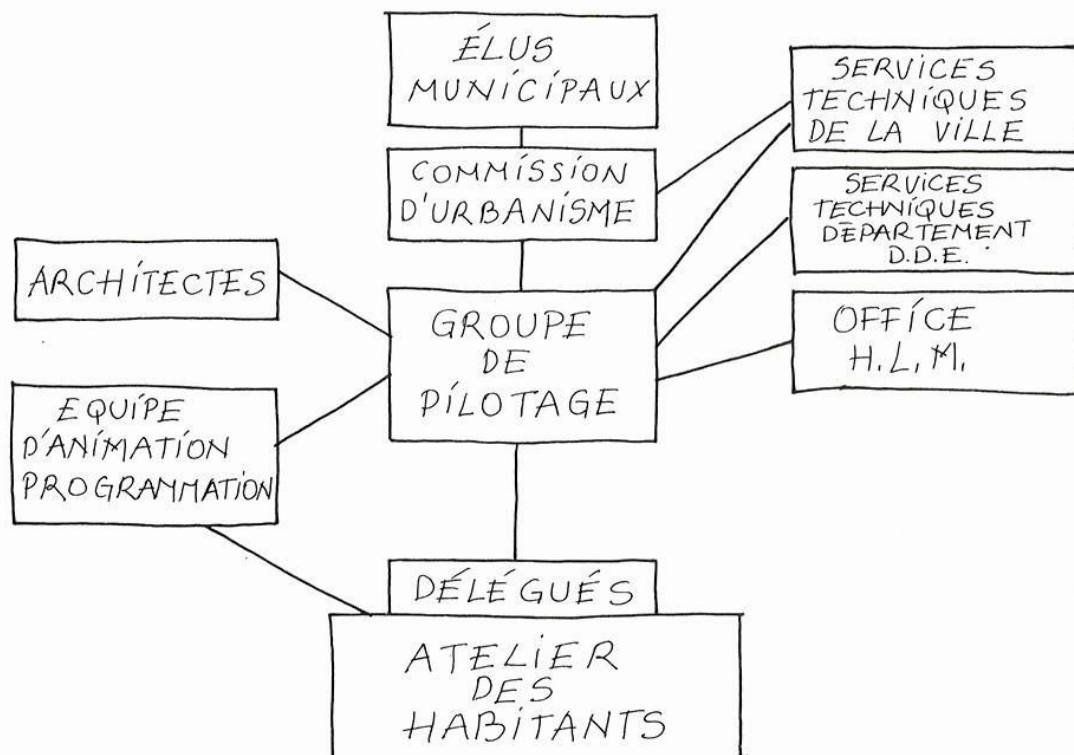 ÉLUS
MUNICIPAUX
SERVICES
TECHNIQUES
DE LA VILLE
COMMISSION
D'URBANISME
SERVICES
TECHNIQUES
DÉPARTEMENT
D.D.E.
ARCHITECTES
GROUPE
DE
PILOTAGE
OFFICE
H.L.M.
EQUIPE
D'ANIMATION
PROGRAMMATION
DÉLÉGUÉS
ATELIER
DES
HABITANTS